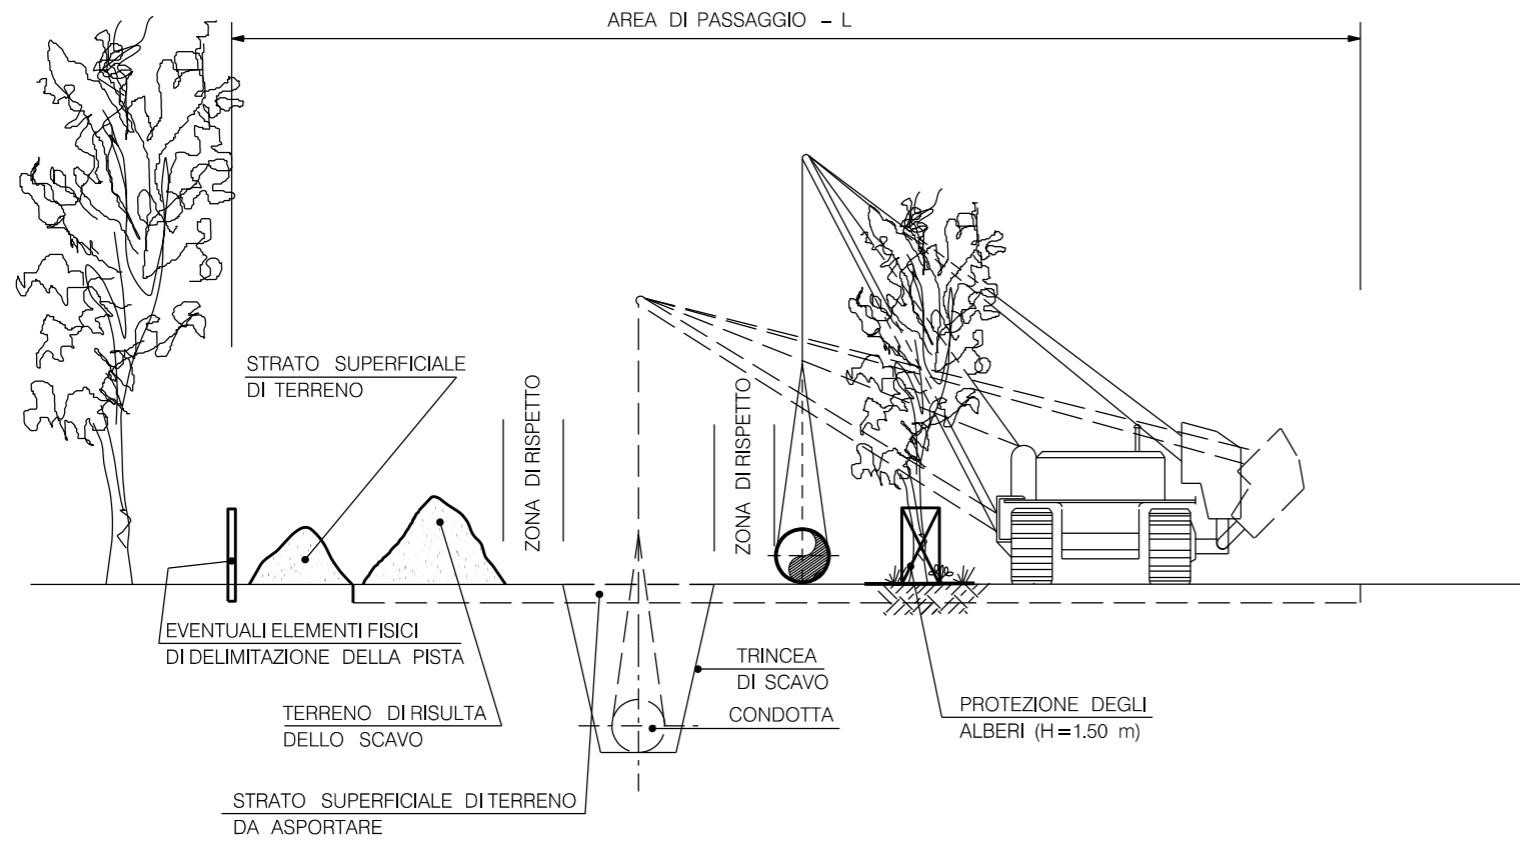 AREA DI PASSAGGIO - L
STRATO SUPERFICIALE
DI TERRENO
ZONA DI RISPETTO
ZONA DI RISPETTO
EVENTUALI ELEMENTI FISICI
DI DELIMITAZIONE DELLA PISTA
TRINCEA
DI SCAVO
CONDOTTA
TERRENO DI RISULTA
DELLO SCAVO
PROTEZIONE DEGLI
ALBERI (H=1.50 m)
STRATO SUPERFICIALE DI TERRENO
DA ASPORTARE